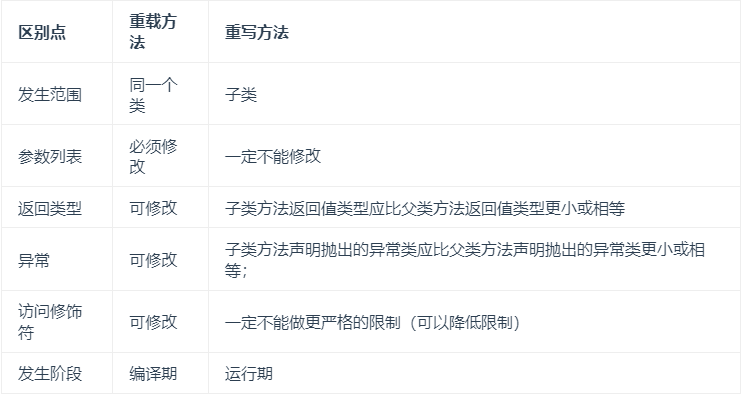 区别点 重载方 重写方法
法
发生范围 同一个 子类
类
参数列表 必须修 一定不能修改
改
返回类型 可修改 子类方法返回值类型应比父类方法返回值类型更小或相等
异常 可修改 子类方法声明抛出的异常类应比父类方法声明抛出的异常类更小或相
等；
访问修饰 可修改 一定不能做更严格的限制（可以降低限制）
符
发生阶段 编译期 运行期